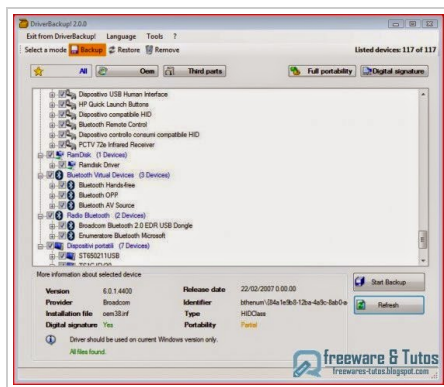 DriverBackup! 2.0.0
Exit from DriverBackup! Language Tools ?
Select a mode Backup Restore Remove Listed devices: 117 of 117
All Oem Third parts Full portability Digital signature
Dispositivo USB Human Interface
HP Quick Launch Buttons
Dispositivo compatibile HID
Bluetooth Remote Control
Dispositivo controllo consumi compatibile HID
PCTV 72e Infrared Receiver
RamDisk (1 Devices)
Ramdisk Driver
Bluetooth Virtual Devices (3 Devices)
Bluetooth Hands-free
Bluetooth OPP
Bluetooth AV Source
Radio Bluetooth (2 Devices)
Broadcom Bluetooth 2.0 EDR USB Dongle
Enumeratore Bluetooth Microsoft
Dispositivi portatili (7 Devices)
ST650211USB
More information about selected device
Version 6.0.1.4400 Release date 22/02/2007 0.00.00
Provider Broadcom Identifier
Installation file oem38.inf Type HIDClass
Digital signature Yes Portability Partial
Driver should be used on current Windows version only.
All files found.
Start Backup
Refresh
freeware & Tutos
freewares-tutos.blogspot.com